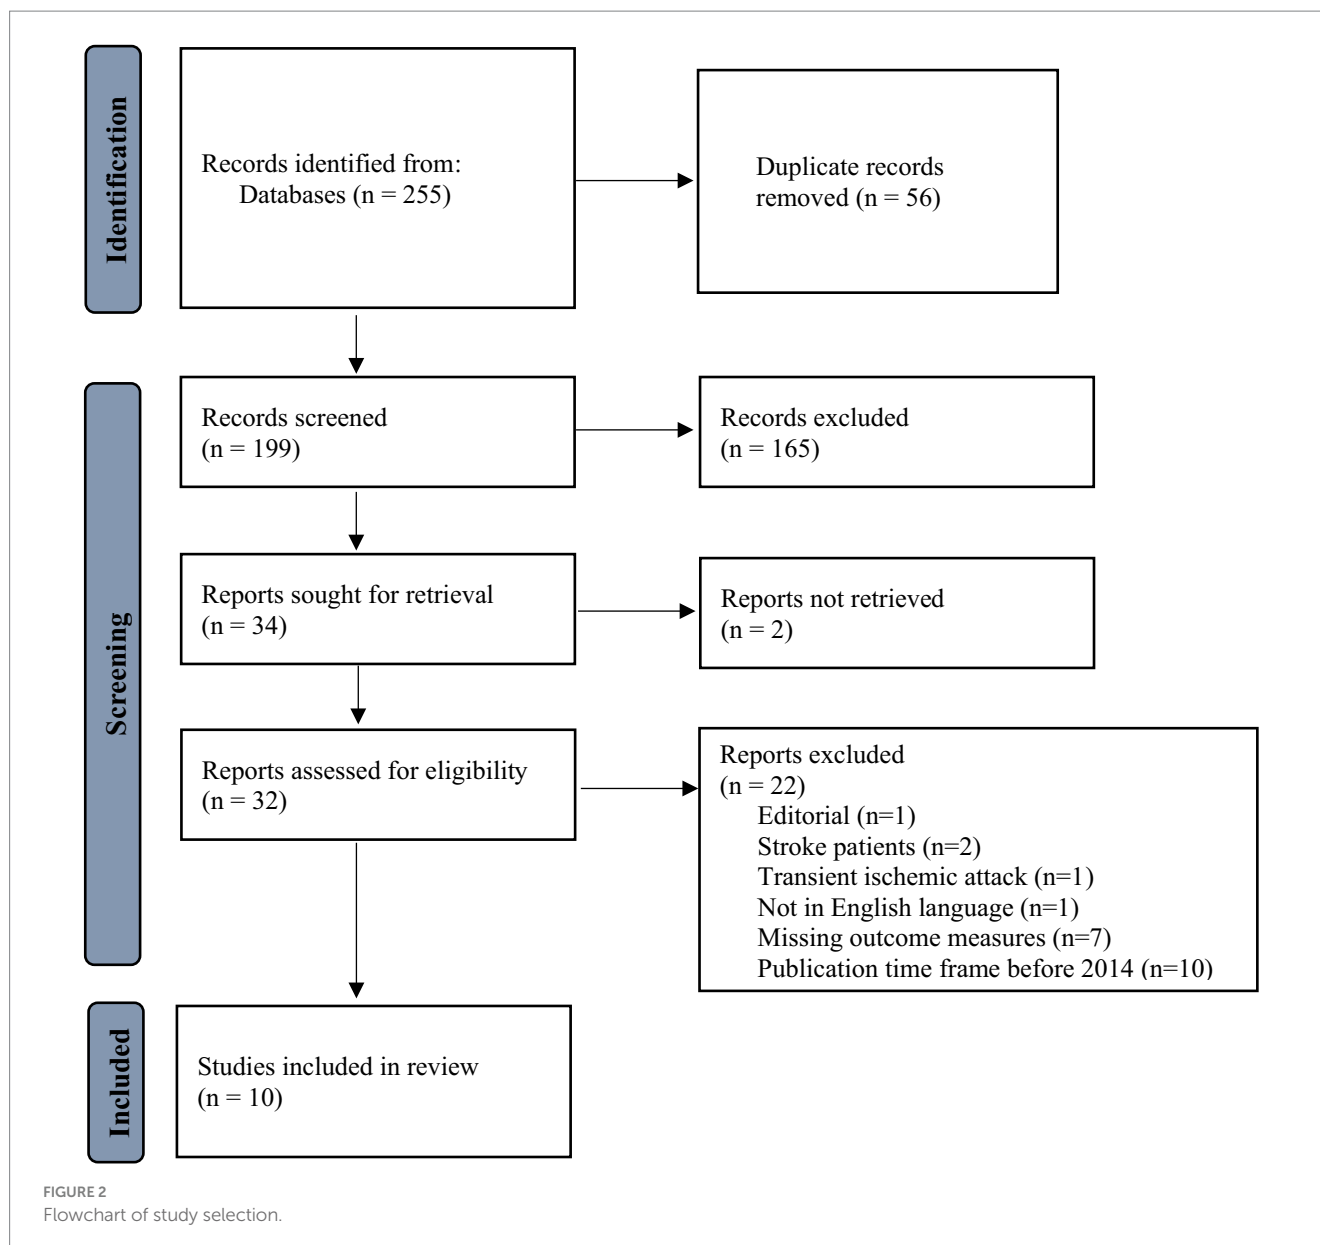 Identification
Records identified from:
Databases (n = 255)
Duplicate records
removed (n = 56)
Screening
Records screened
(n = 199)
Records excluded
(n = 165)
Reports sought for retrieval
(n = 34)
Reports not retrieved
(n = 2)
Reports assessed for eligibility
(n = 32)
Reports excluded
(n = 22)
Editorial (n=1)
Stroke patients (n=2)
Transient ischemic attack (n=1)
Not in English language (n=1)
Missing outcome measures (n=7)
Publication time frame before 2014 (n=10)
Included
Studies included in review
(n = 10)
FIGURE 2
Flowchart of study selection.